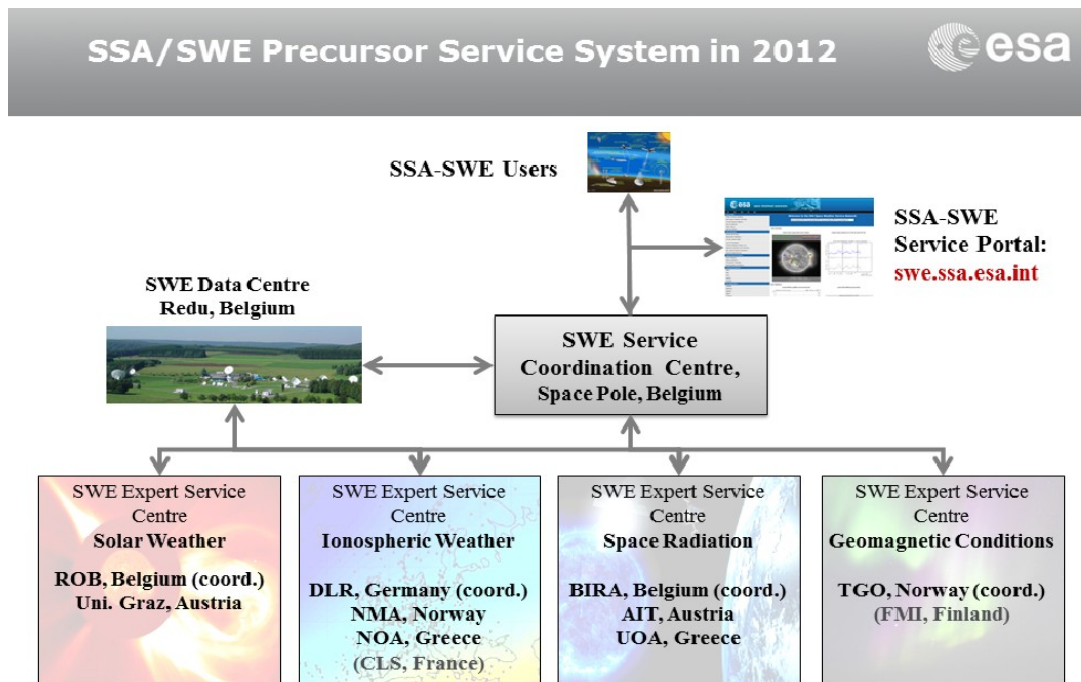 SSA/SWE Precursor Service System in 2012
esa
SSA-SWE Users
SSA-SWE
Service Portal:
swe.ssa.esa.int
SWE Data Centre
Redu, Belgium
SWE Service
Coordination Centre,
Space Pole, Belgium
SWE Expert Service
Centre
Solar Weather
ROB, Belgium (coord.)
Uni. Graz, Austria
SWE Expert Service
Centre
Ionospheric Weather
DLR, Germany (coord.)
NMA, Norway
NOA, Greece
(CLS, France)
SWE Expert Service
Centre
Space Radiation
BIRA, Belgium (coord.)
AIT, Austria
UOA, Greece
SWE Expert Service
Centre
Geomagnetic Conditions
TGO, Norway (coord.)
(FMI, Finland)